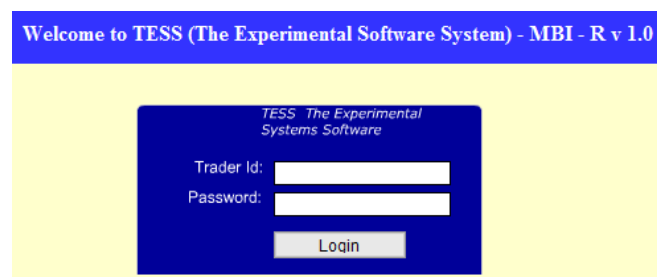 Welcome to TESS (The Experimental Software System) - MBI - R v 1.0
TESS The Experimental
Systems Software
Trader Id:
Password:
Login